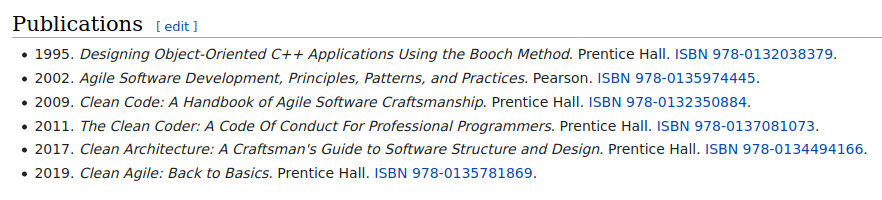 Publications [ edit ]
• 1995. Designing Object-Oriented C++ Applications Using the Booch Method. Prentice Hall. ISBN 978-0132038379.
• 2002. Agile Software Development, Principles, Patterns, and Practices. Pearson. ISBN 978-0135974445.
• 2009. Clean Code: A Handbook of Agile Software Craftsmanship. Prentice Hall. ISBN 978-0132350884.
• 2011. The Clean Coder: A Code Of Conduct For Professional Programmers. Prentice Hall. ISBN 978-0137081073.
• 2017. Clean Architecture: A Craftsman's Guide to Software Structure and Design. Prentice Hall. ISBN 978-0134494166.
• 2019. Clean Agile: Back to Basics. Prentice Hall. ISBN 978-0135781869.